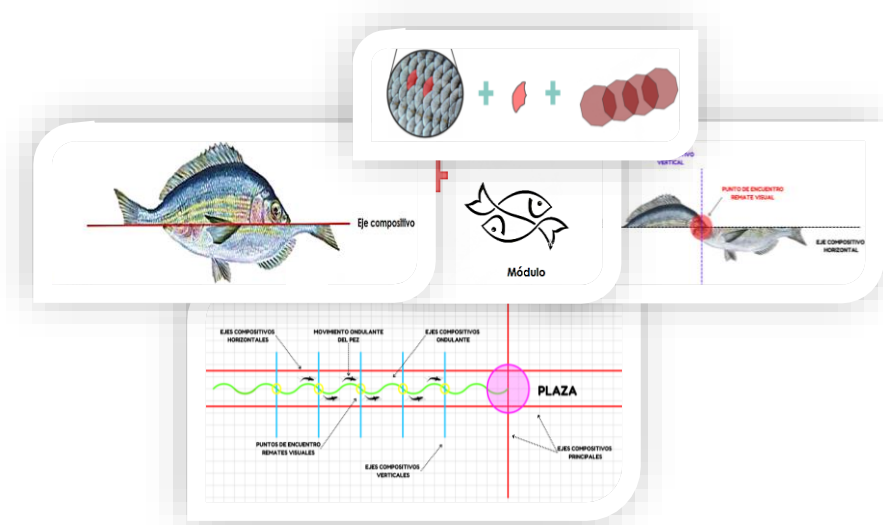 Eje compositivo
Módulo
VERTICAL
PUNTO DE ENCUENTRO
REMATE VISUAL
EJE COMPOSITIVO
HORIZONTAL
EJES COMPOSITIVOS
HORIZONTALES
MOVIMIENTO ONDULANTE
DEL PEZ
EJES COMPOSITIVOS
ONDULANTE
PLAZA
PUNTOS DE ENCUENTRO
REMATES VISUALES
EJES COMPOSITIVOS
VERTICALES
EJES COMPOSITIVOS
PRINCIPALES